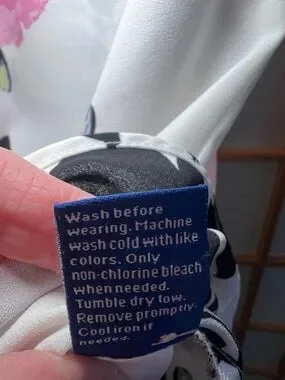 Wash before
wearing. Machine
wash cold with like
colors. Only
non-chlorine bleach
when needed.
Tumble dry low.
Remove promptly.
Cool iron if
needed.